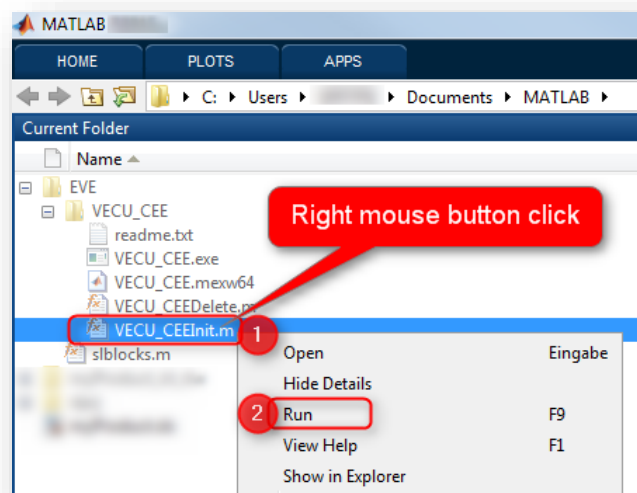 MATLAB
HOME PLOTS APPS
C: Users Documents MATLAB
Current Folder
Name
EVE
VECU_CEE
Right mouse button click
readme.txt
VECU_CEE.exe
VECU_CEE.mexw64
VECU_CEEDelete.m
VECU_CEEInit.m 1
slblocks.m
Open Eingabe
Hide Details
2 Run F9
View Help F1
Show in Explorer